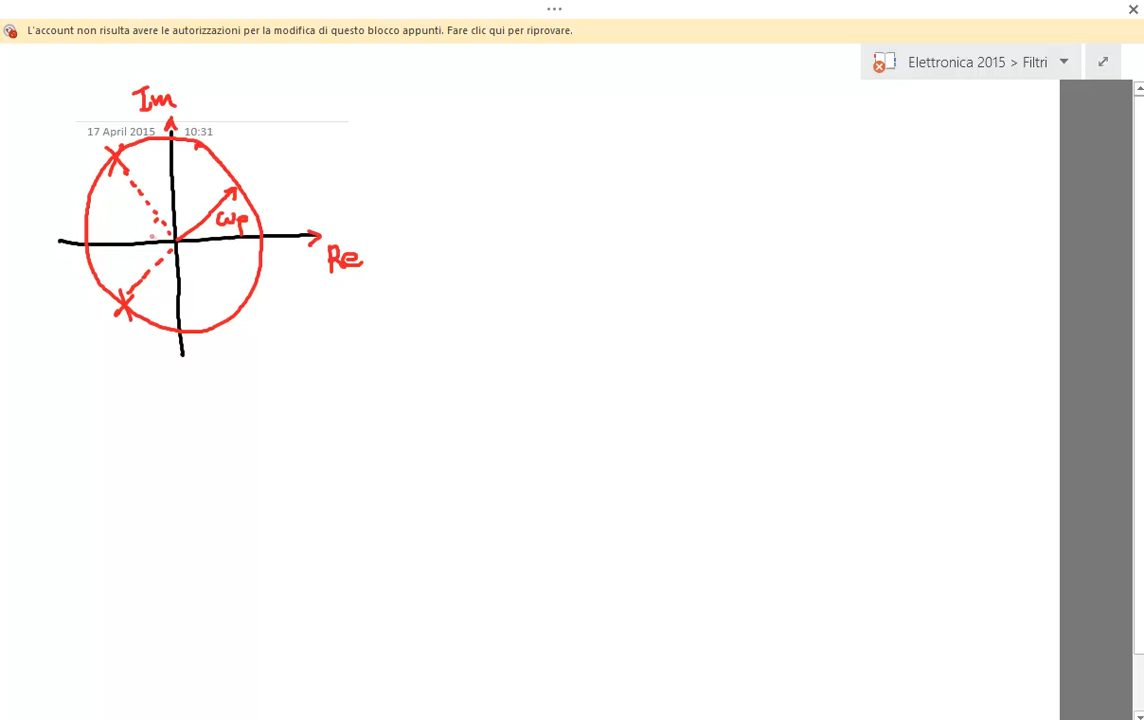 L'account non risulta avere le autorizzazioni per la modifica di questo blocco appunti. Fare clic qui per riprovare.
Elettronica 2015 > Filtri
Im
17 April 2015 10:31
ωp
Re